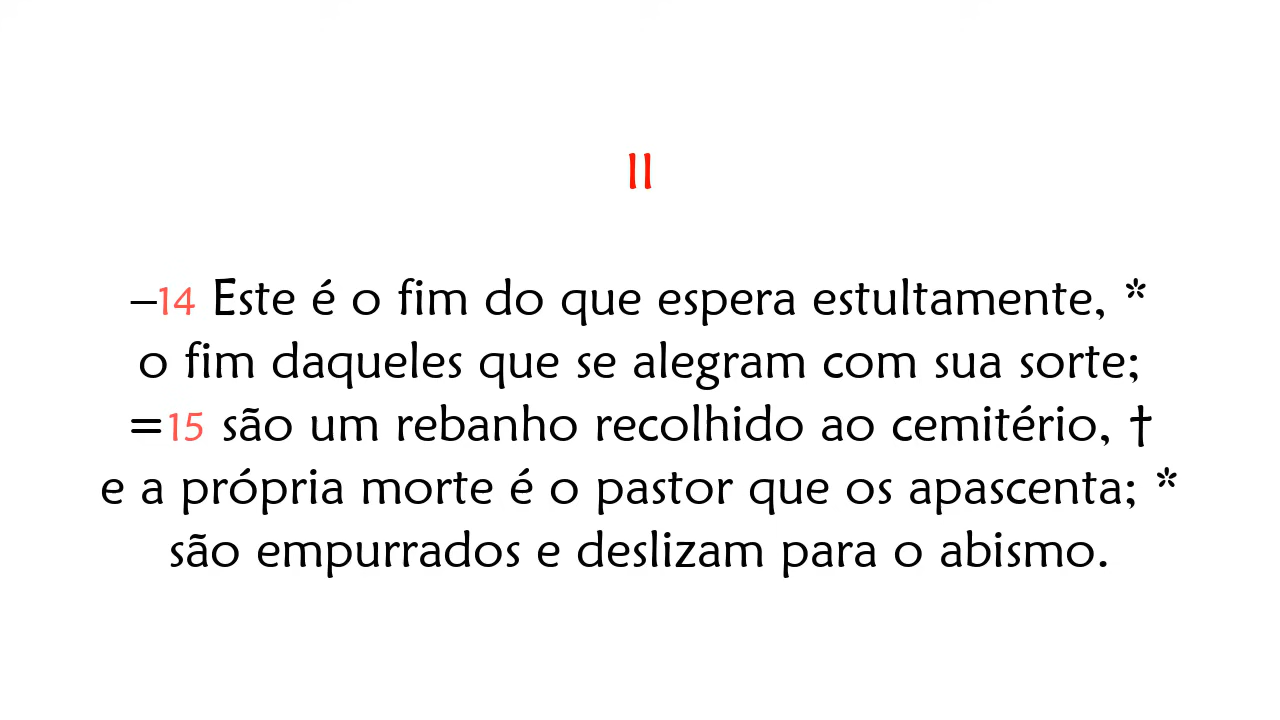 II
–14 Este é o fim do que espera estultamente, *
o fim daqueles que se alegram com sua sorte;
=15 são um rebanho recolhido ao cemitério, †
e a própria morte é o pastor que os apascenta; *
são empurrados e deslizam para o abismo.